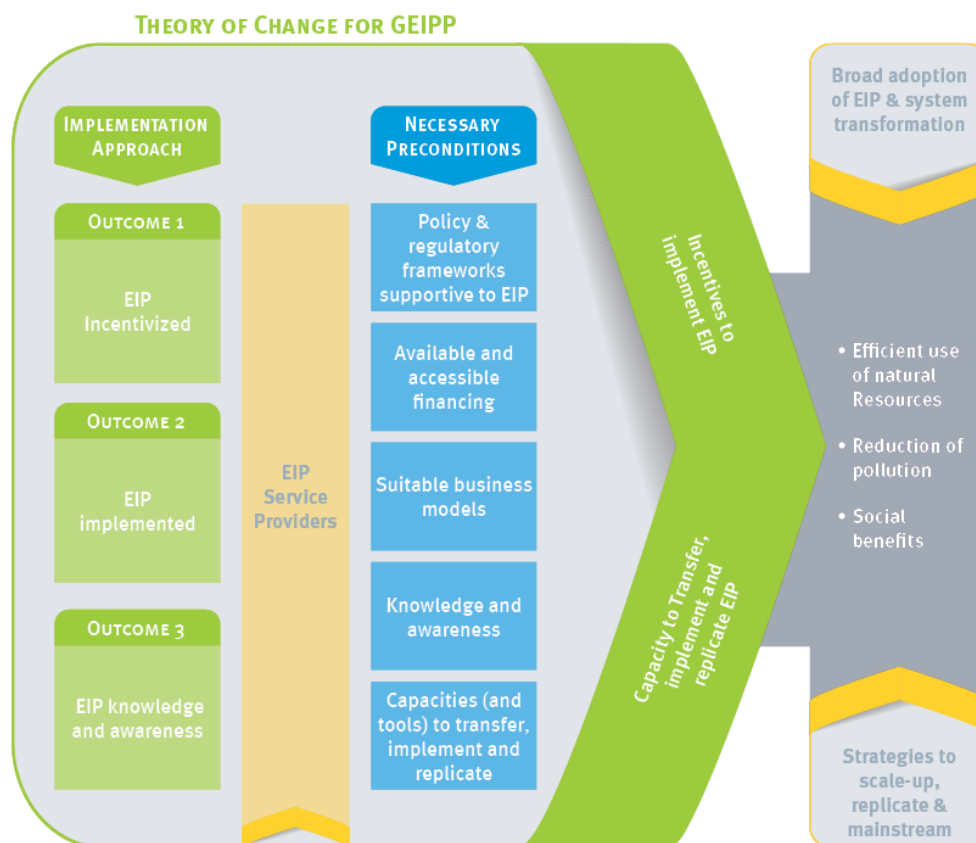 THEORY OF CHANGE FOR GEIPP
IMPLEMENTATION
APPROACH
OUTCOME 1
EIP
Incentivized
OUTCOME 2
EIP
implemented
OUTCOME 3
EIP knowledge
and awareness
EIP
Service
Providers
NECESSARY
PRECONDITIONS
Policy &
regulatory
frameworks
supportive to EIP
Available and
accessible
financing
Suitable business
models
Knowledge and
awareness
Capacities (and
tools) to transfer,
implement and
replicate
Incentives to
implement EIP
Capacity to Transfer,
implement and
replicate EIP
Broad adoption
of EIP & system
transformation
• Efficient use
of natural
Resources
• Reduction of
pollution
• Social
benefits
Strategies to
scale-up,
replicate &
mainstream